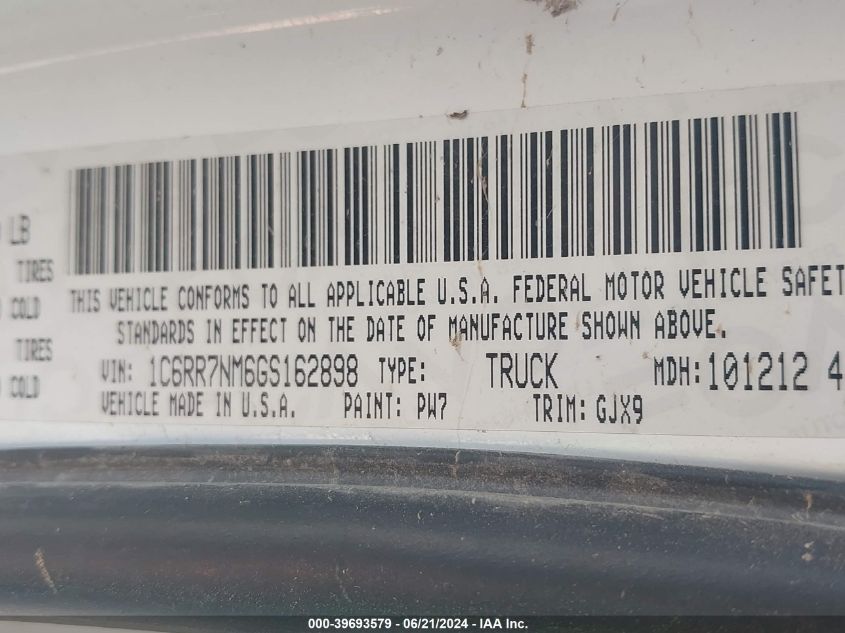 LB
TIRES
COLD
TIRES
COLD
THIS VEHICLE CONFORMS TO ALL APPLICABLE U.S.A. FEDERAL MOTOR VEHICLE SAFET
STANDARDS IN EFFECT ON THE DATE OF MANUFACTURE SHOWN ABOVE.
VIN: 1C6RR7NM6GS162898 TYPE: TRUCK MDH:101212 4
VEHICLE MADE IN U.S.A. PAINT: PW7 TRIM: GJX9
000-39693579 - 06/21/2024 - IAA Inc.